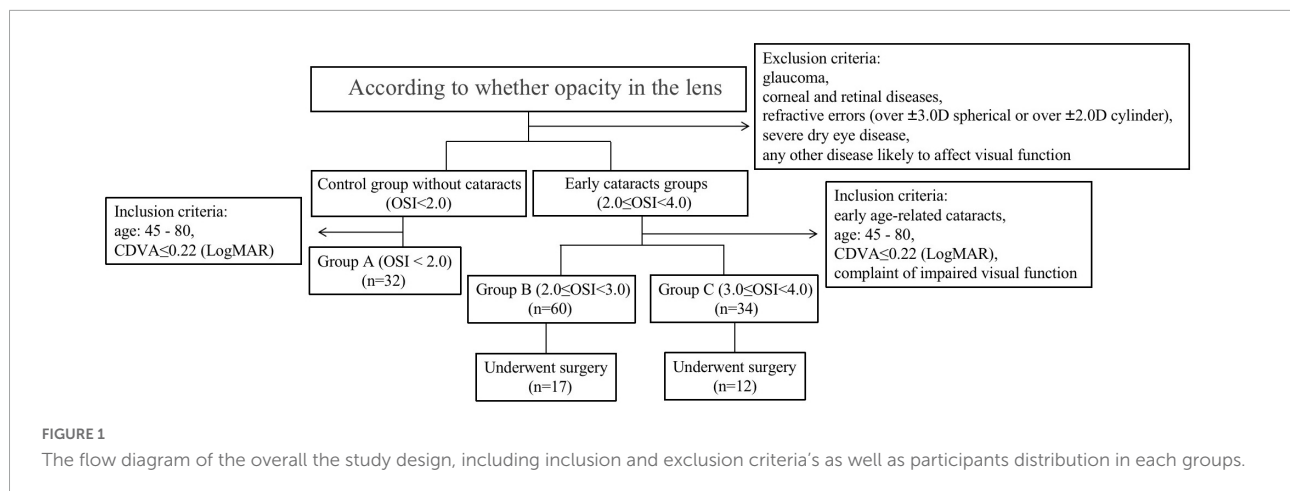 According to whether opacity in the lens
Exclusion criteria:
glaucoma,
corneal and retinal diseases,
refractive errors (over ±3.0D spherical or over ±2.0D cylinder),
severe dry eye disease,
any other disease likely to affect visual function
Control group without cataracts
(OSI<2.0)
Early cataracts groups
(2.0≤OSI<4.0)
Inclusion criteria:
age: 45 - 80,
CDVA≤0.22 (LogMAR)
Inclusion criteria:
early age-related cataracts,
age: 45 - 80,
CDVA≤0.22 (LogMAR),
complaint of impaired visual function
Group A (OSI < 2.0)
(n=32)
Group B (2.0≤OSI<3.0)
(n=60)
Group C (3.0≤OSI<4.0)
(n=34)
Underwent surgery
(n=17)
Underwent surgery
(n=12)
FIGURE 1
The flow diagram of the overall the study design, including inclusion and exclusion criteria's as well as participants distribution in each groups.